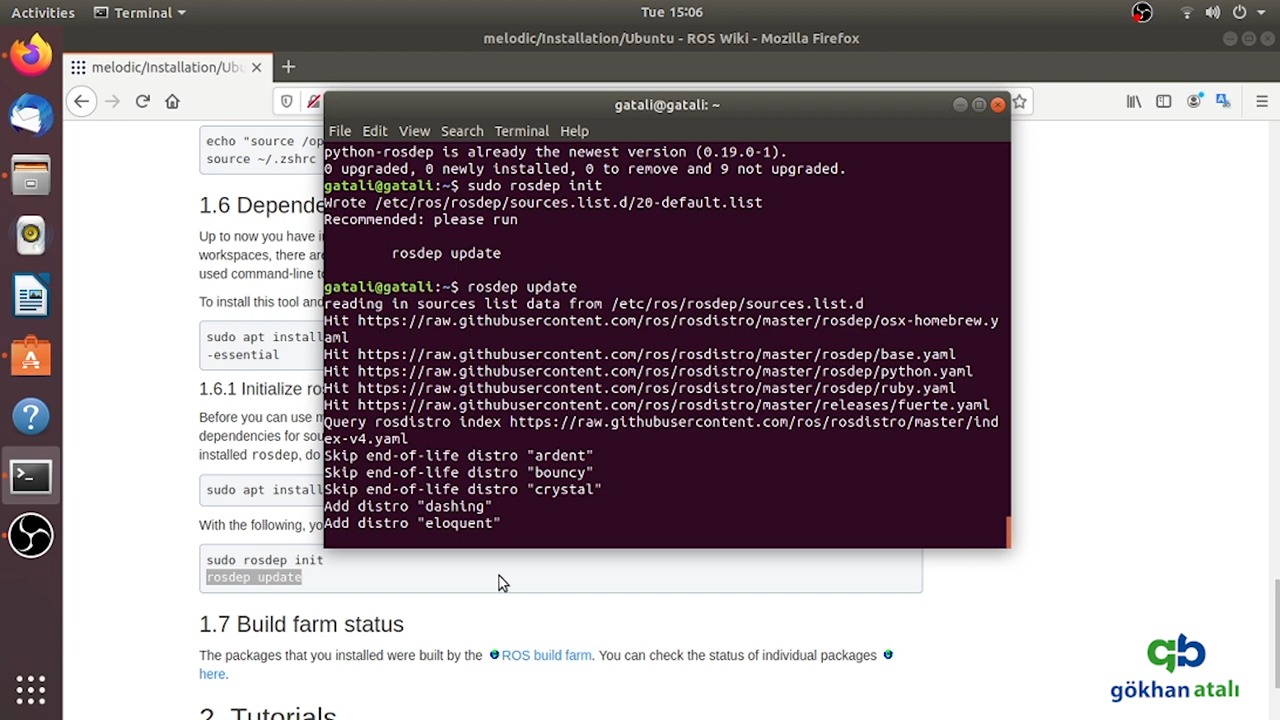 Activities
Terminal
Tue 15:06
melodic/Installation/Ubuntu - ROS Wiki - Mozilla Firefox
melodic/Installation/Ubu
gatali@gatali: ~
File Edit View Search Terminal Help
python-rosdep is already the newest version (0.19.0-1).
0 upgraded, 0 newly installed, 0 to remove and 9 not upgraded.
gatali@gatali:~$ sudo rosdep init
Wrote /etc/ros/rosdep/sources.list.d/20-default.list
Recommended: please run
rosdep update
gatali@gatali:~$ rosdep update
reading in sources list data from /etc/ros/rosdep/sources.list.d
Hit https://raw.githubusercontent.com/ros/rosdistro/master/rosdep/osx-homebrew.y
aml
Hit https://raw.githubusercontent.com/ros/rosdistro/master/rosdep/base.yaml
Hit https://raw.githubusercontent.com/ros/rosdistro/master/rosdep/python.yaml
Hit https://raw.githubusercontent.com/ros/rosdistro/master/rosdep/ruby.yaml
Hit https://raw.githubusercontent.com/ros/rosdistro/master/releases/fuerte.yaml
Query rosdistro index https://raw.githubusercontent.com/ros/rosdistro/master/ind
ex-v4.yaml
Skip end-of-life distro "ardent"
Skip end-of-life distro "bouncy"
Skip end-of-life distro "crystal"
Add distro "dashing"
Add distro "eloquent"
echo "source /op
source ~/.zshrc
1.6 Depende
Up to now you have i
workspaces, there are
used command-line to
To install this tool and
sudo apt install
-essential
1.6.1 Initialize ro
Before you can use m
dependencies for sou
installed rosdep, do
sudo apt install
With the following, yo
sudo rosdep init
rosdep update
1.7 Build farm status
The packages that you installed were built by the ROS build farm. You can check the status of individual packages
here.
2. Tutorials
gb
gökhan atalı